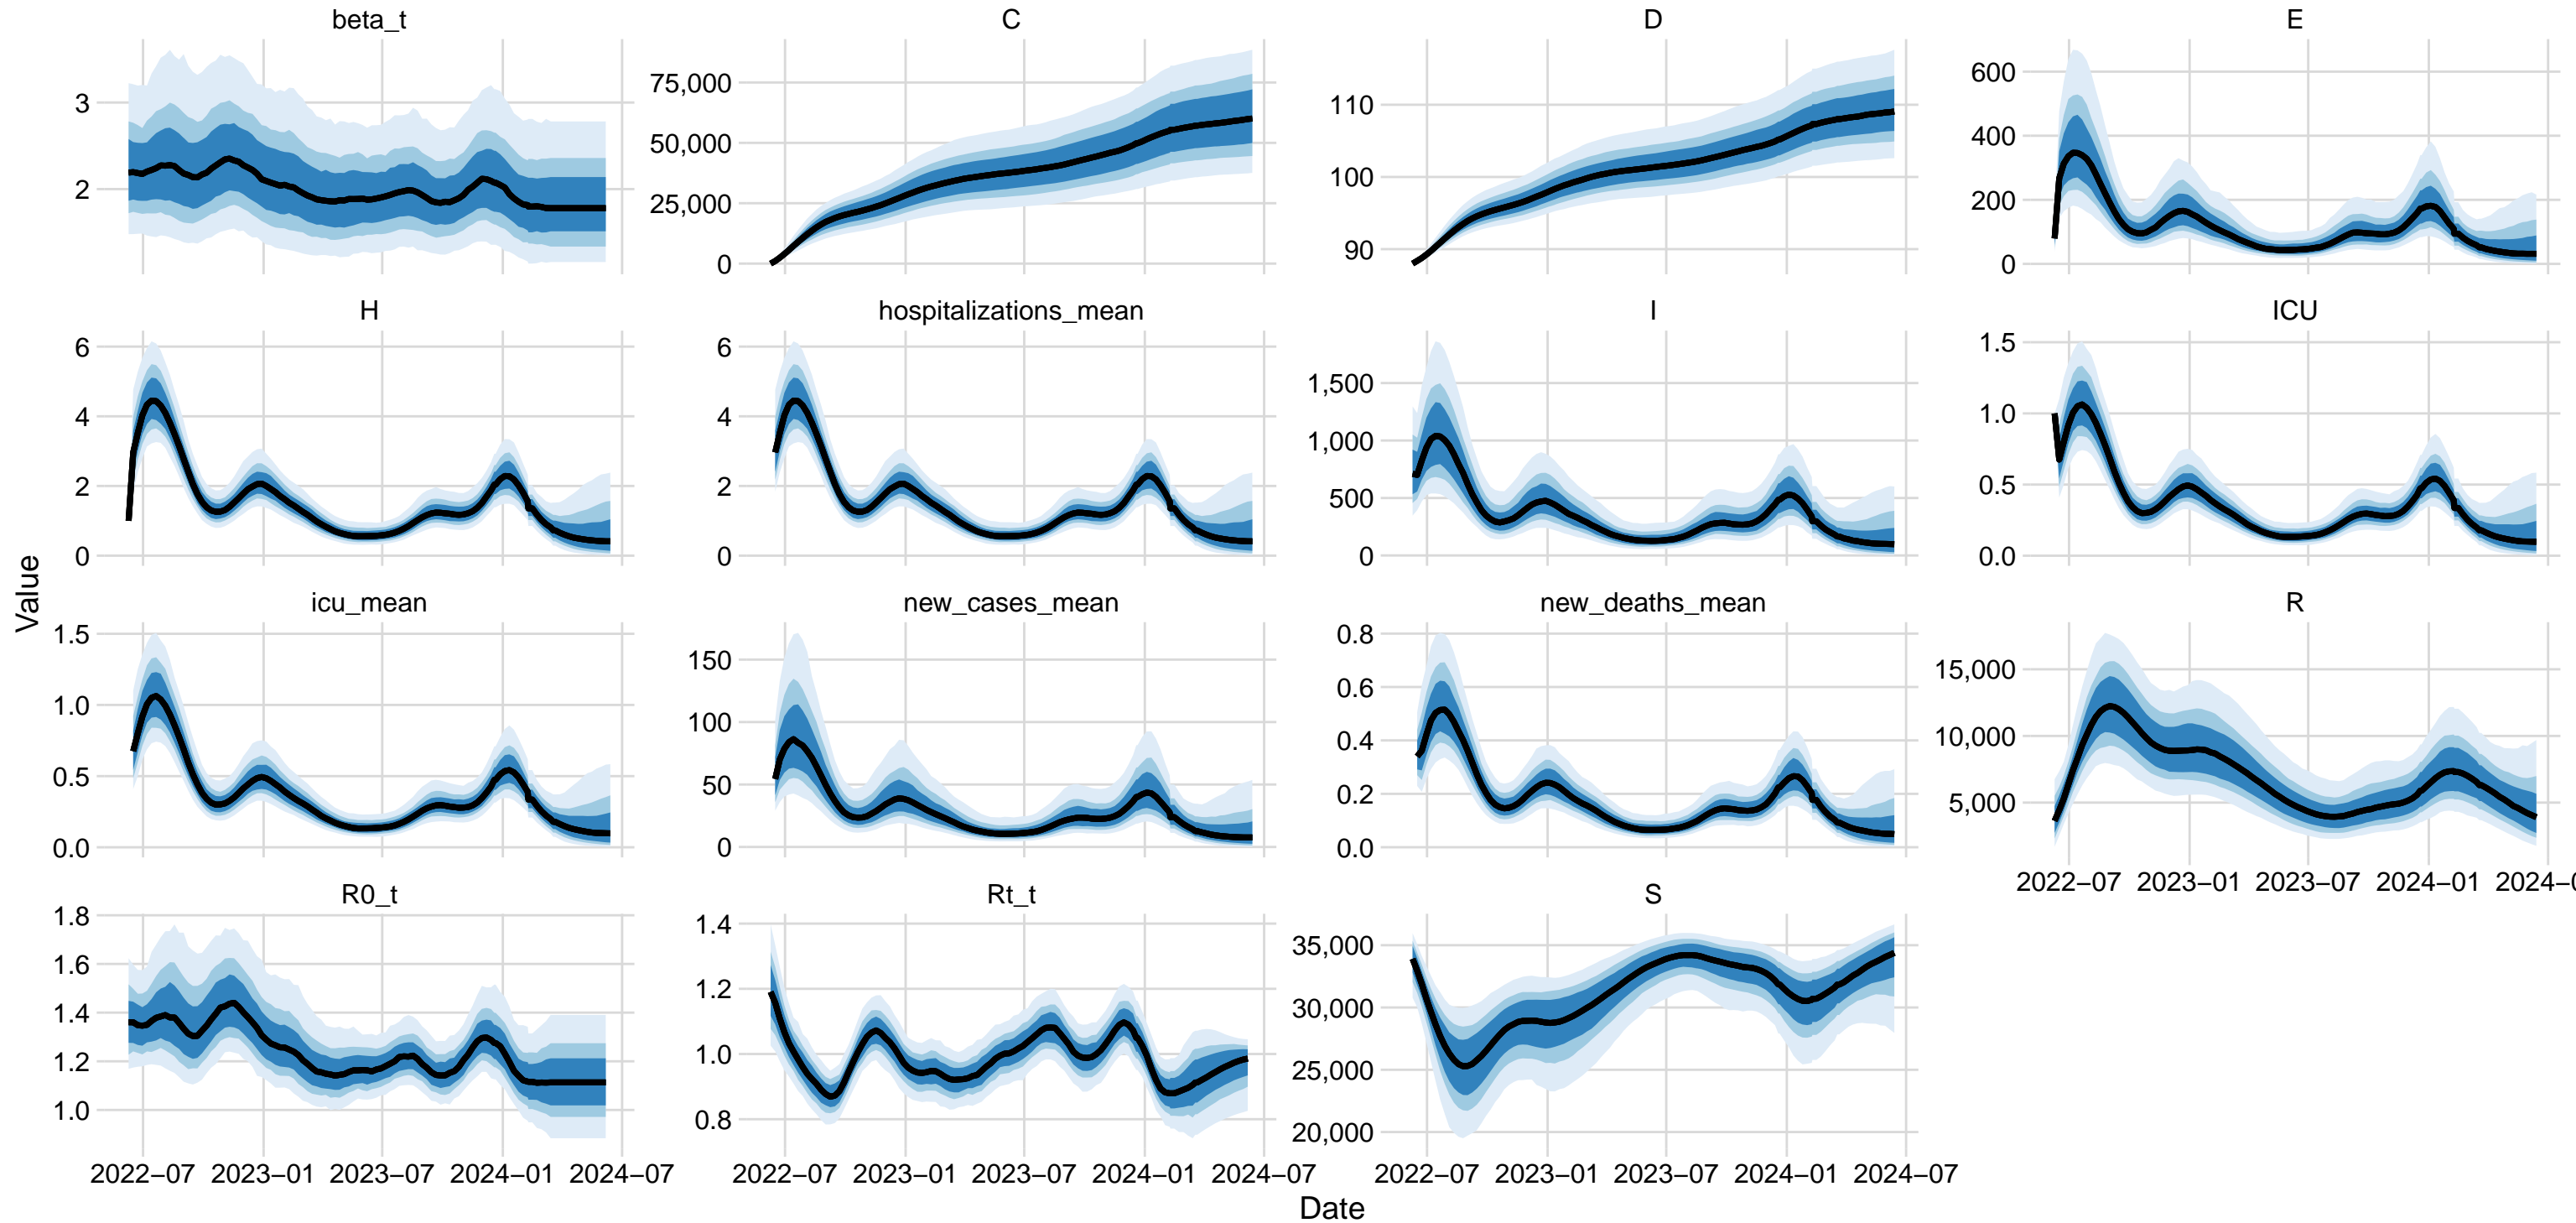 beta_t
C
D
E
3
2
75,000
50,000
25,000
0
110
100
90
600
400
200
0
H
hospitalizations_mean
I
ICU
6
4
2
0
6
4
2
0
1,500
1,000
500
0
1.5
1.0
0.5
0.0
Value
icu_mean
new_cases_mean
new_deaths_mean
R
1.5
1.0
0.5
0.0
150
100
50
0
0.8
0.6
0.4
0.2
0.0
15,000
10,000
5,000
2022−07 2023−01 2023−07 2024−01 2024−0
R0_t
Rt_t
S
1.8
1.6
1.4
1.2
1.0
1.4
1.2
1.0
0.8
35,000
30,000
25,000
20,000
2022−07 2023−01 2023−07 2024−01 2024−07
2022−07 2023−01 2023−07 2024−01 2024−07
2022−07 2023−01 2023−07 2024−01 2024−07
Date